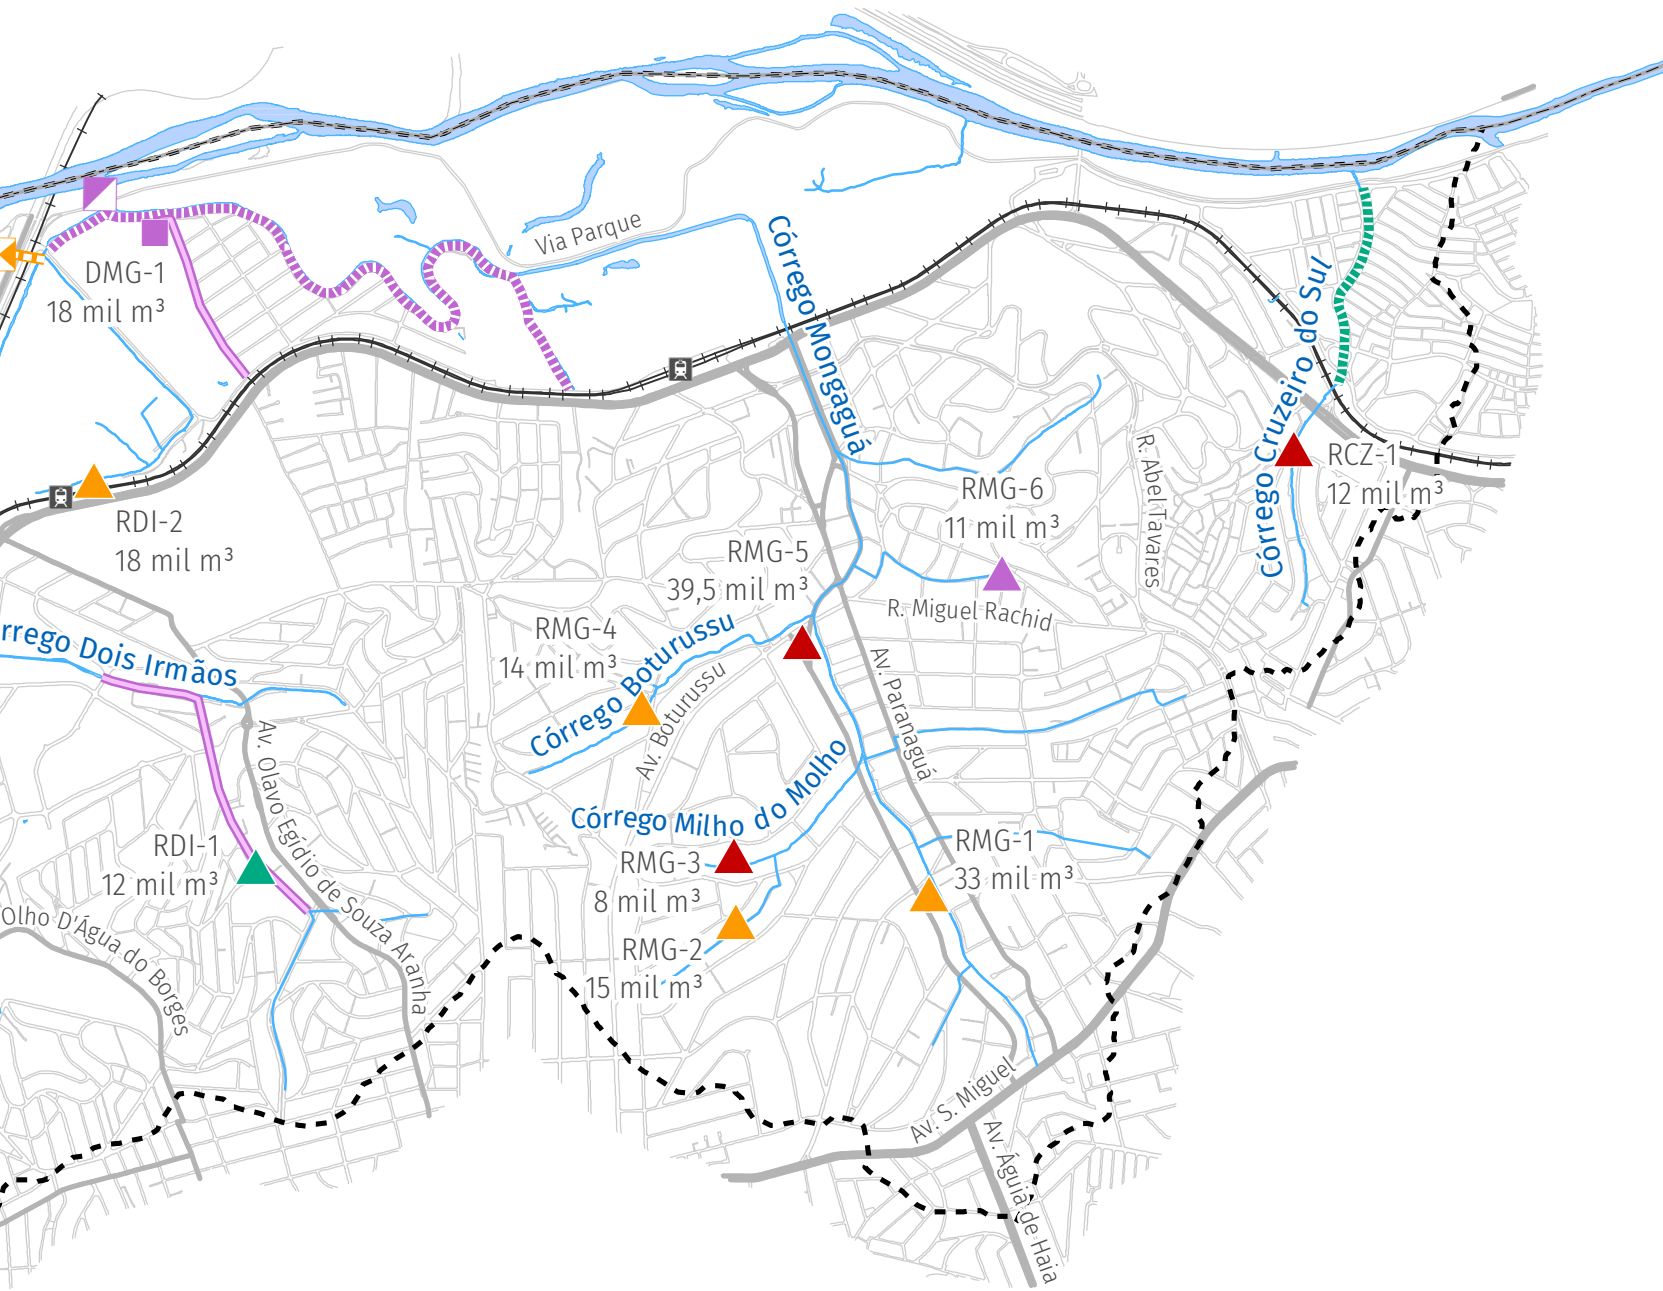 Via Parque
Córrego Mongaguá
Córrego Cruzeiro do Sul
DMG-1
18 mil m³
RDI-2
18 mil m³
RCZ-1
12 mil m³
R. Abel Tavares
RMG-6
11 mil m³
RMG-5
39,5 mil m³
R. Miguel Rachid
RMG-4
14 mil m³
Córrego Boturussu
Av. Boturussu
Av. Paranaguá
rrego Dois Irmãos
Av. Olavo Egídio de Souza Aranha
Córrego Milho do Molho
RDI-1
12 mil m³
RMG-3
8 mil m³
RMG-1
33 mil m³
RMG-2
15 mil m³
Olho D'Água do Borges
Av. S. Miguel
Av. Águia de Haia